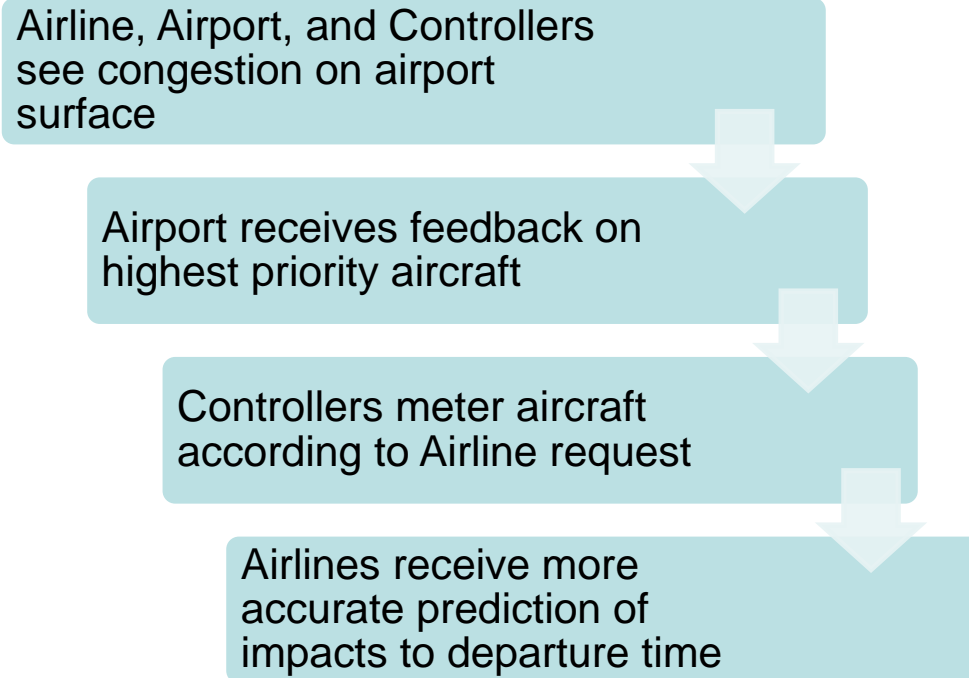 Airline, Airport, and Controllers
see congestion on airport
surface
Airport receives feedback on
highest priority aircraft
Controllers meter aircraft
according to Airline request
Airlines receive more
accurate prediction of
impacts to departure time